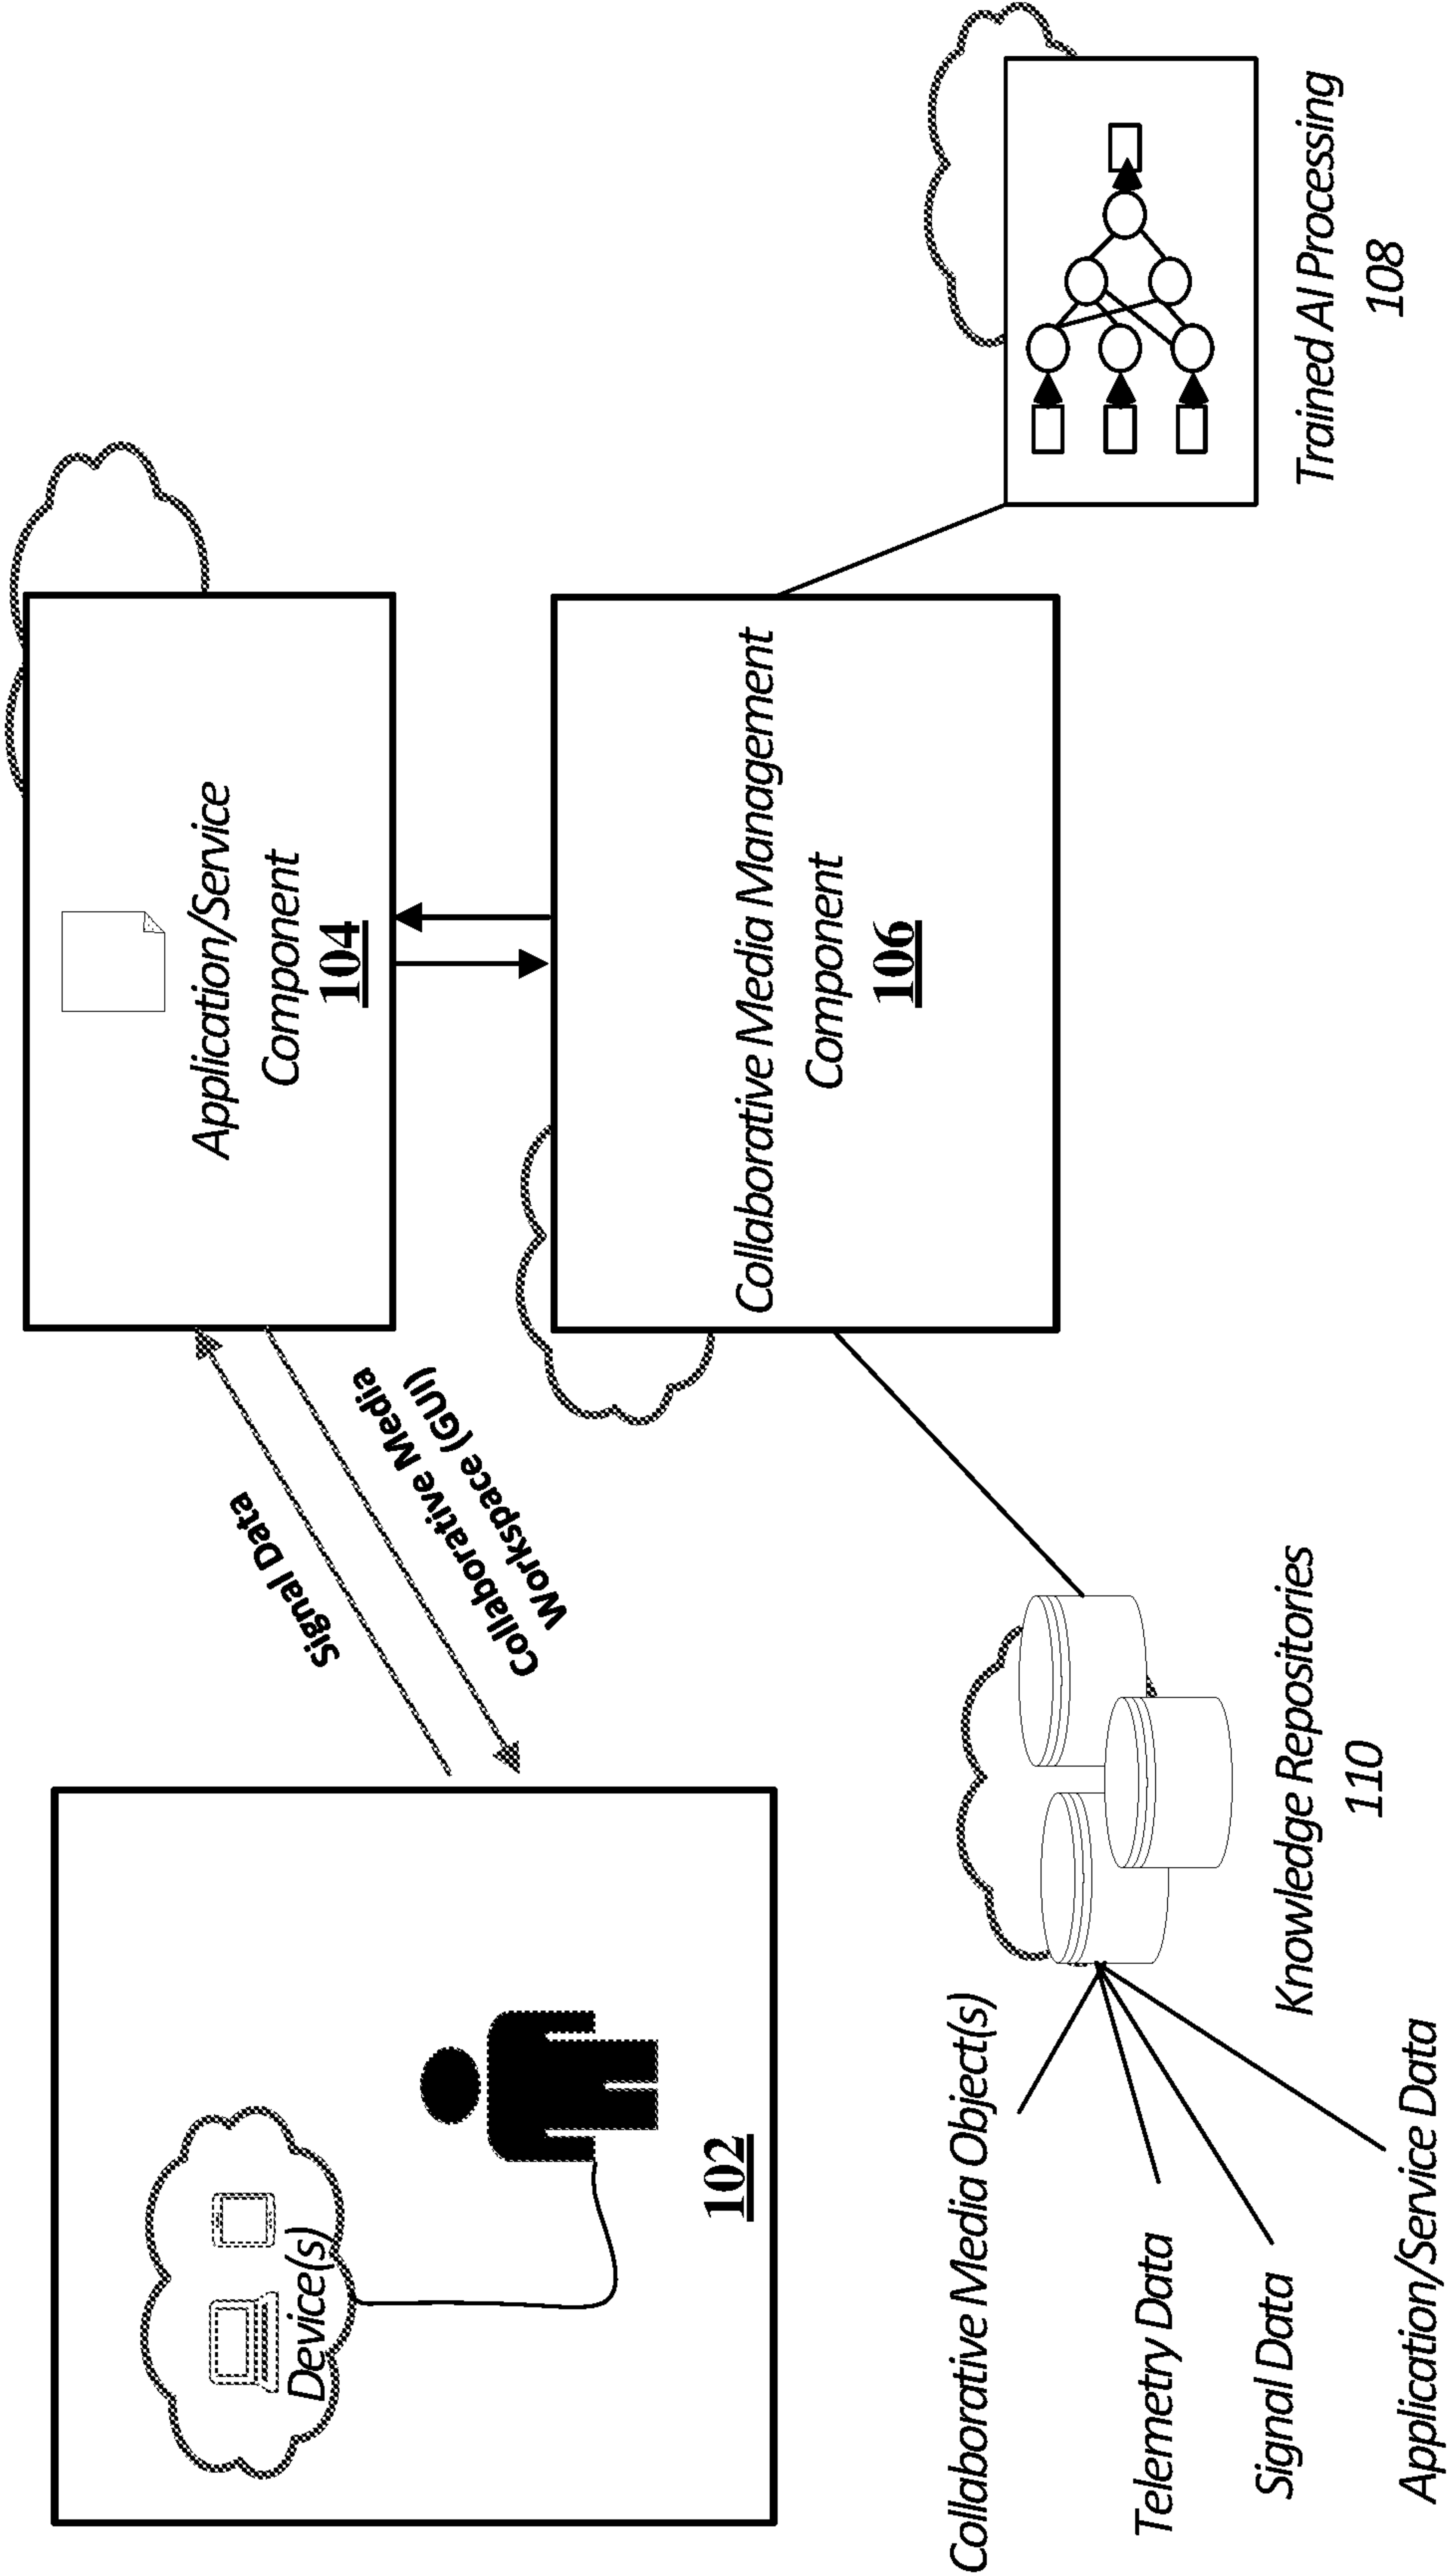 Device(s)
102
Signal Data
Collaborative Media
Workspace (GUI)
Application/Service
Component
104
Collaborative Media Management
Component
106
Collaborative Media Object(s)
Telemetry Data
Signal Data
Application/Service Data
Knowledge Repositories
110
Trained AI Processing
108